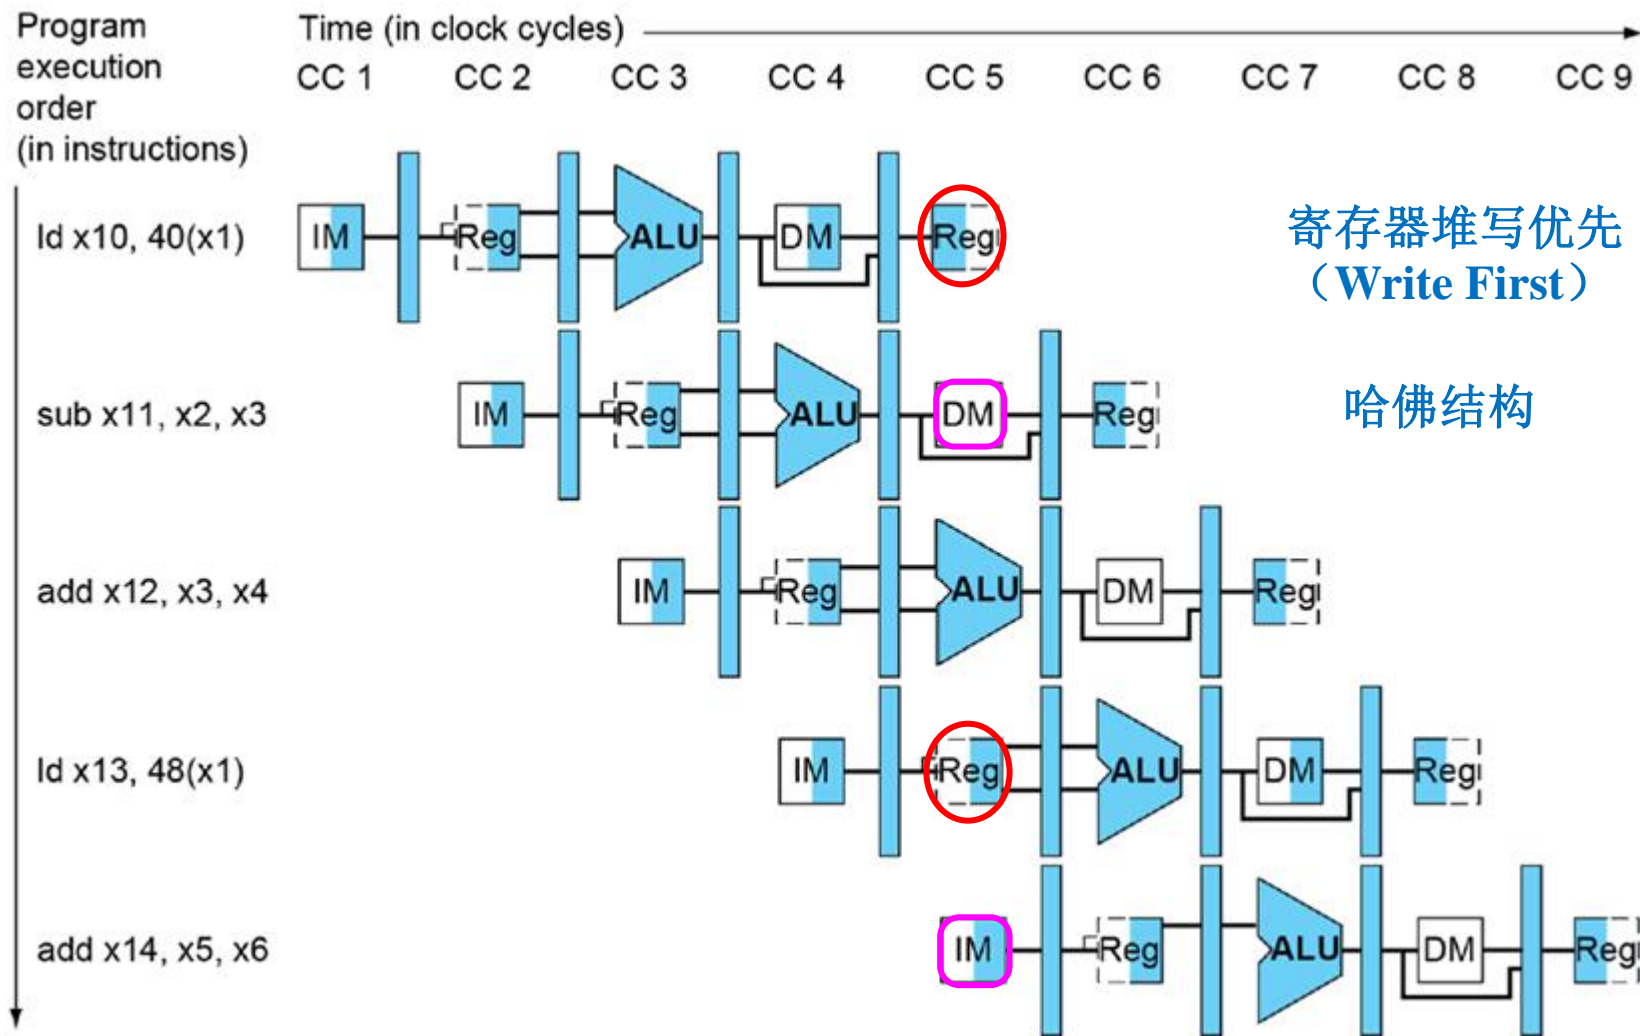 Program
execution
order
(in instructions)
Time (in clock cycles)
CC 1 CC 2 CC 3 CC 4 CC 5 CC 6 CC 7 CC 8 CC 9
ld x10, 40(x1)
IM Reg ALU DM Reg
寄存器堆写优先
（Write First）
sub x11, x2, x3
IM Reg ALU DM Reg
哈佛结构
add x12, x3, x4
IM Reg ALU DM Reg
ld x13, 48(x1)
IM Reg ALU DM Reg
add x14, x5, x6
IM Reg ALU DM Reg